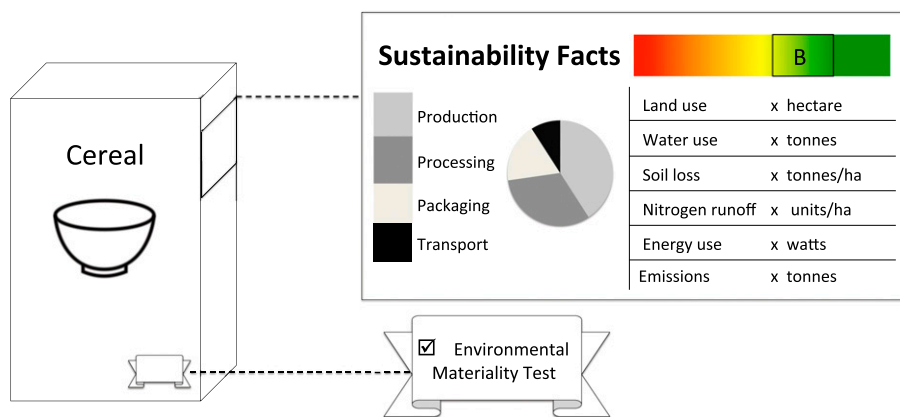 Sustainability Facts
B
Cereal
Production
Processing
Packaging
Transport
Land use x hectare
Water use x tonnes
Soil loss x tonnes/ha
Nitrogen runoff x units/ha
Energy use x watts
Emissions x tonnes
☑ Environmental
Materiality Test